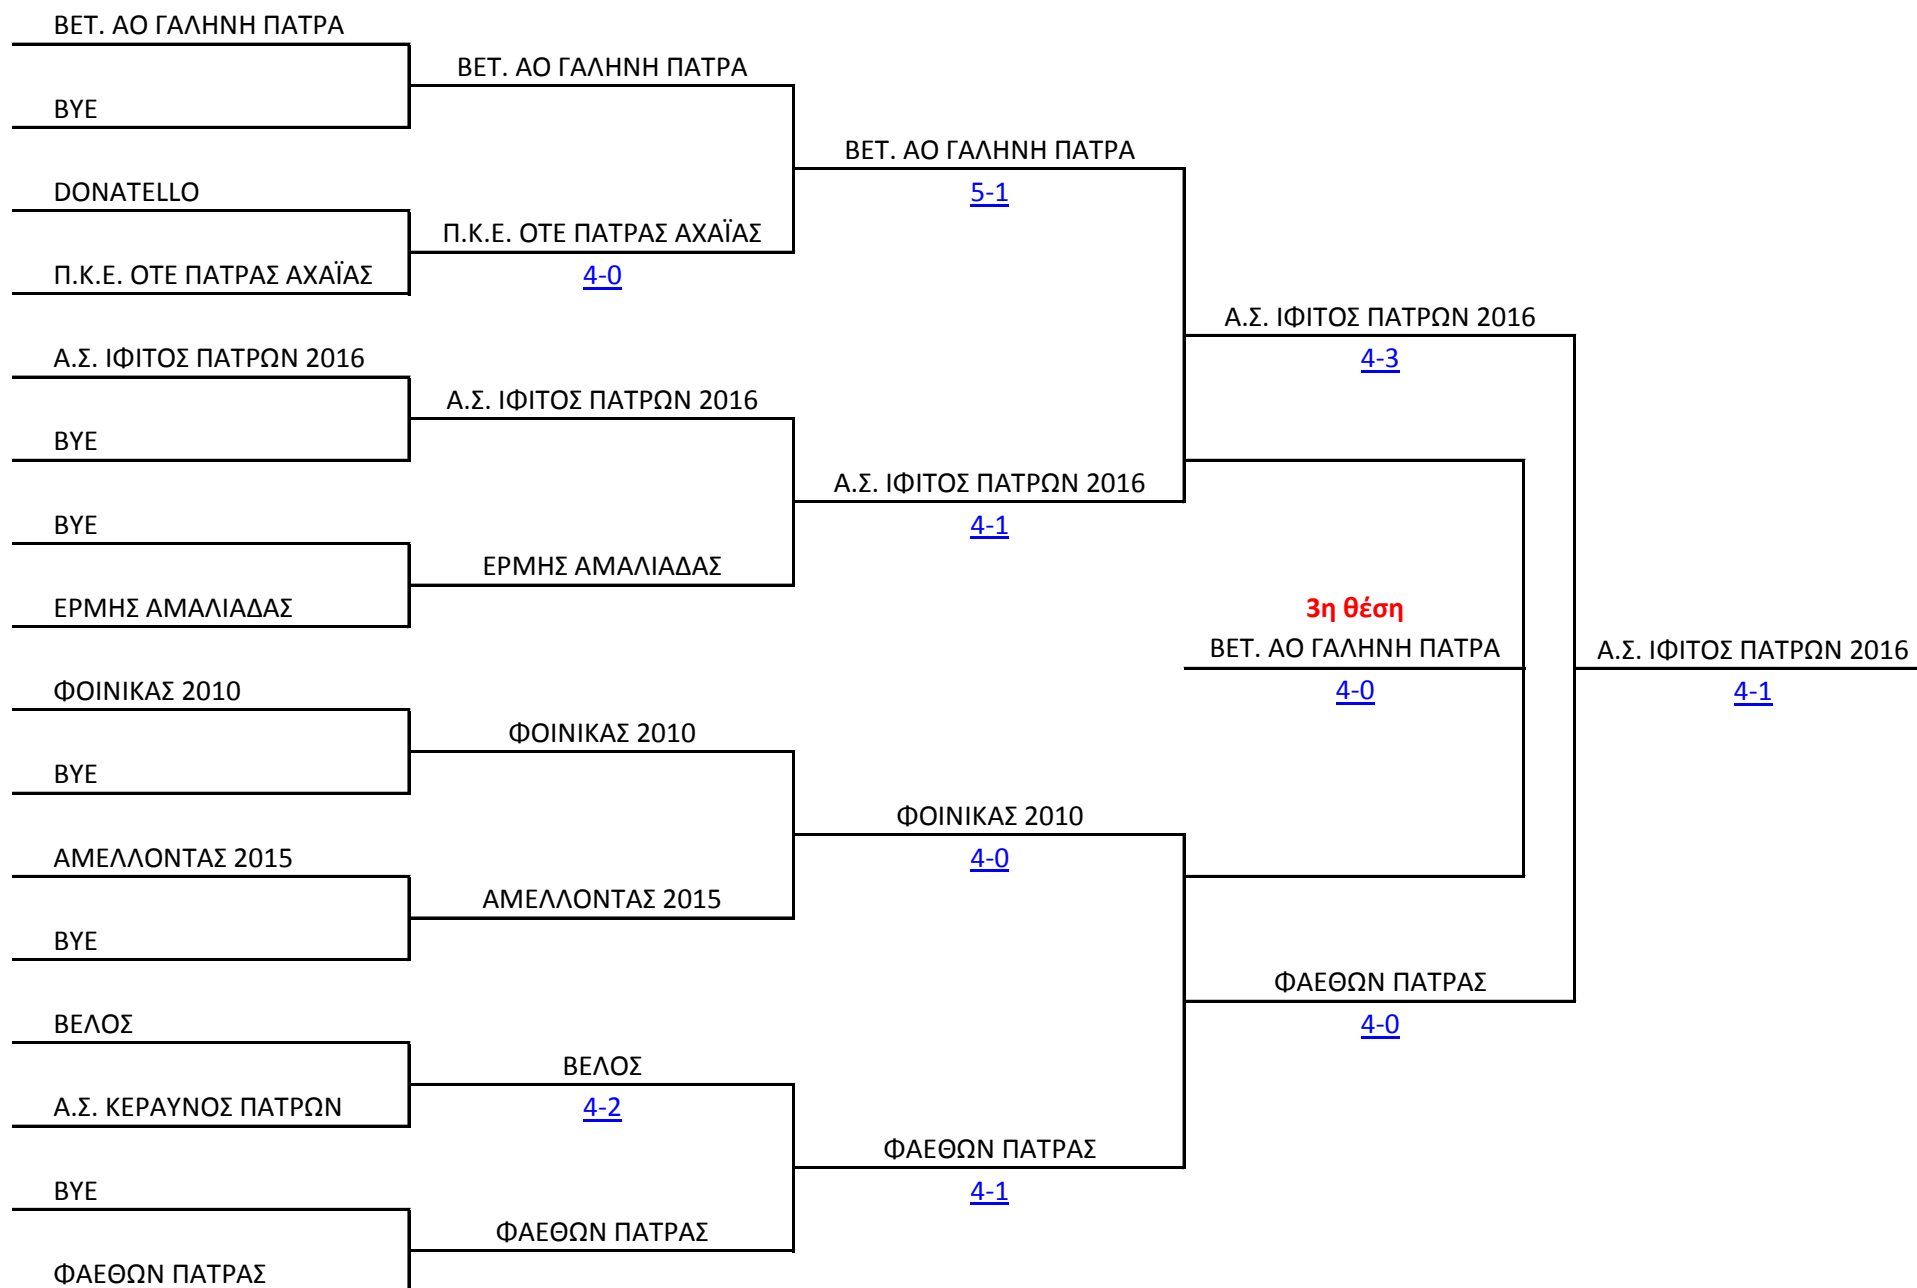 ΒΕΤ. ΑΟ ΓΑΛΗΝΗ ΠΑΤΡΑ
BYE
DONATELLO
Π.Κ.Ε. ΟΤΕ ΠΑΤΡΑΣ ΑΧΑΪΑΣ
Α.Σ. ΙΦΙΤΟΣ ΠΑΤΡΩΝ 2016
BYE
BYE
ΕΡΜΗΣ ΑΜΑΛΙΑΔΑΣ
ΦΟΙΝΙΚΑΣ 2010
BYE
ΑΜΕΛΛΟΝΤΑΣ 2015
BYE
ΒΕΛΟΣ
Α.Σ. ΚΕΡΑΥΝΟΣ ΠΑΤΡΩΝ
BYE
ΦΑΕΘΩΝ ΠΑΤΡΑΣ
ΒΕΤ. ΑΟ ΓΑΛΗΝΗ ΠΑΤΡΑ
Π.Κ.Ε. ΟΤΕ ΠΑΤΡΑΣ ΑΧΑΪΑΣ
4-0
Α.Σ. ΙΦΙΤΟΣ ΠΑΤΡΩΝ 2016
ΕΡΜΗΣ ΑΜΑΛΙΑΔΑΣ
ΦΟΙΝΙΚΑΣ 2010
ΑΜΕΛΛΟΝΤΑΣ 2015
ΒΕΛΟΣ
4-2
ΦΑΕΘΩΝ ΠΑΤΡΑΣ
ΒΕΤ. ΑΟ ΓΑΛΗΝΗ ΠΑΤΡΑ
5-1
Α.Σ. ΙΦΙΤΟΣ ΠΑΤΡΩΝ 2016
4-1
ΦΟΙΝΙΚΑΣ 2010
4-0
ΦΑΕΘΩΝ ΠΑΤΡΑΣ
4-1
Α.Σ. ΙΦΙΤΟΣ ΠΑΤΡΩΝ 2016
4-3
3η θέση
ΒΕΤ. ΑΟ ΓΑΛΗΝΗ ΠΑΤΡΑ
4-0
ΦΑΕΘΩΝ ΠΑΤΡΑΣ
4-0
Α.Σ. ΙΦΙΤΟΣ ΠΑΤΡΩΝ 2016
4-1